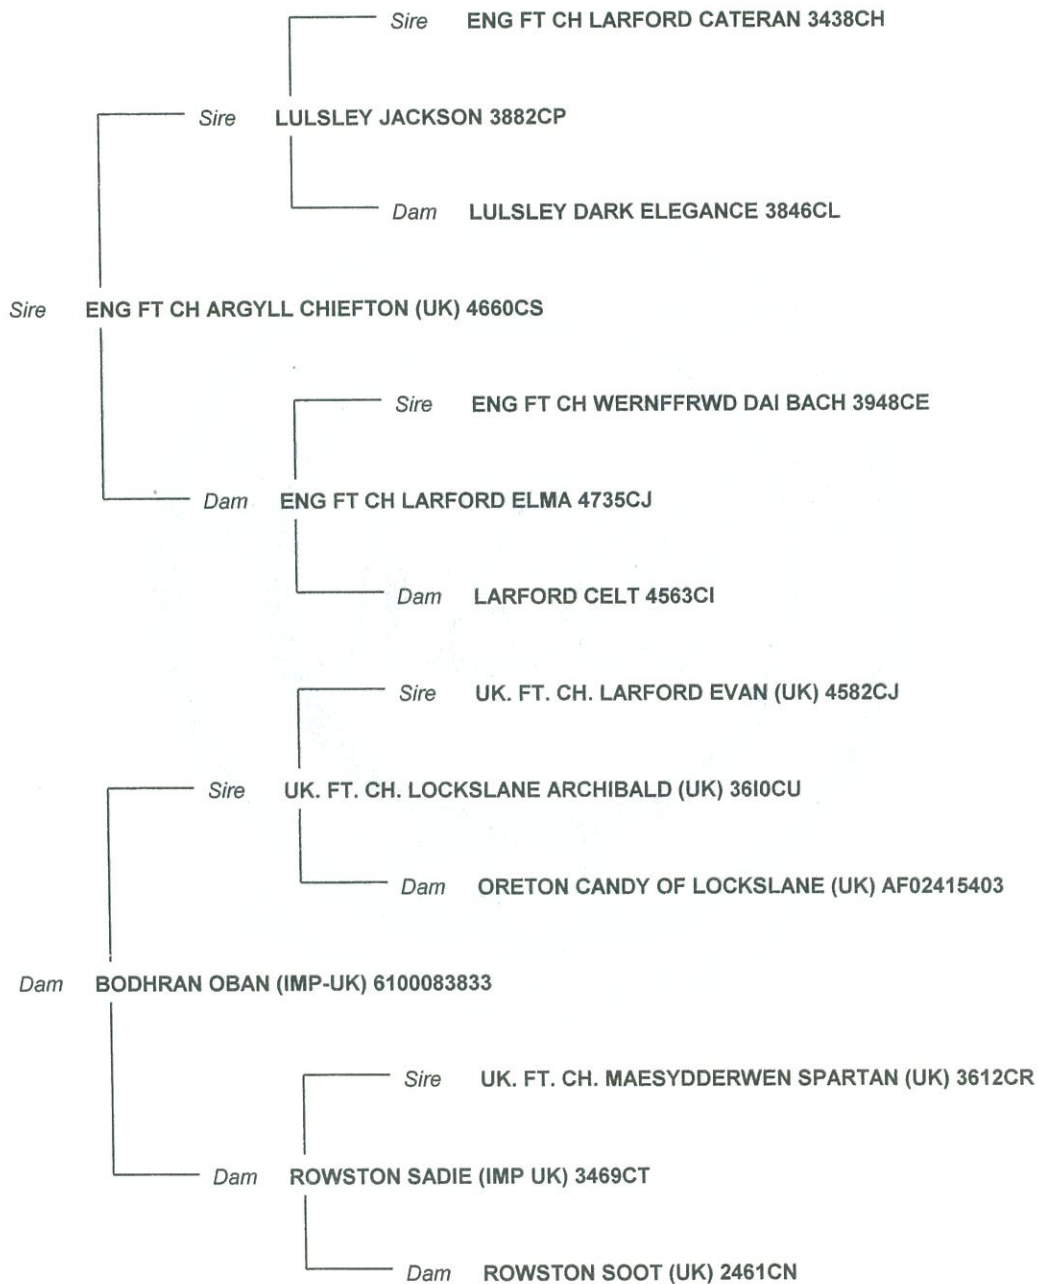 Sire ENG FT CH LARFORD CATERAN 3438CH
Sire LULSLEY JACKSON 3882CP
Dam LULSLEY DARK ELEGANCE 3846CL
Sire ENG FT CH ARGYLL CHIEFTON (UK) 4660CS
Sire ENG FT CH WERNFFRWD DAI BACH 3948CE
Dam ENG FT CH LARFORD ELMA 4735CJ
Dam LARFORD CELT 4563CI
Sire UK. FT. CH. LARFORD EVAN (UK) 4582CJ
Sire UK. FT. CH. LOCKSLANE ARCHIBALD (UK) 36I0CU
Dam ORETON CANDY OF LOCKSLANE (UK) AF02415403
Dam BODHRAN OBAN (IMP-UK) 6100083833
Sire UK. FT. CH. MAESYDDERWEN SPARTAN (UK) 3612CR
Dam ROWSTON SADIE (IMP UK) 3469CT
Dam ROWSTON SOOT (UK) 2461CN